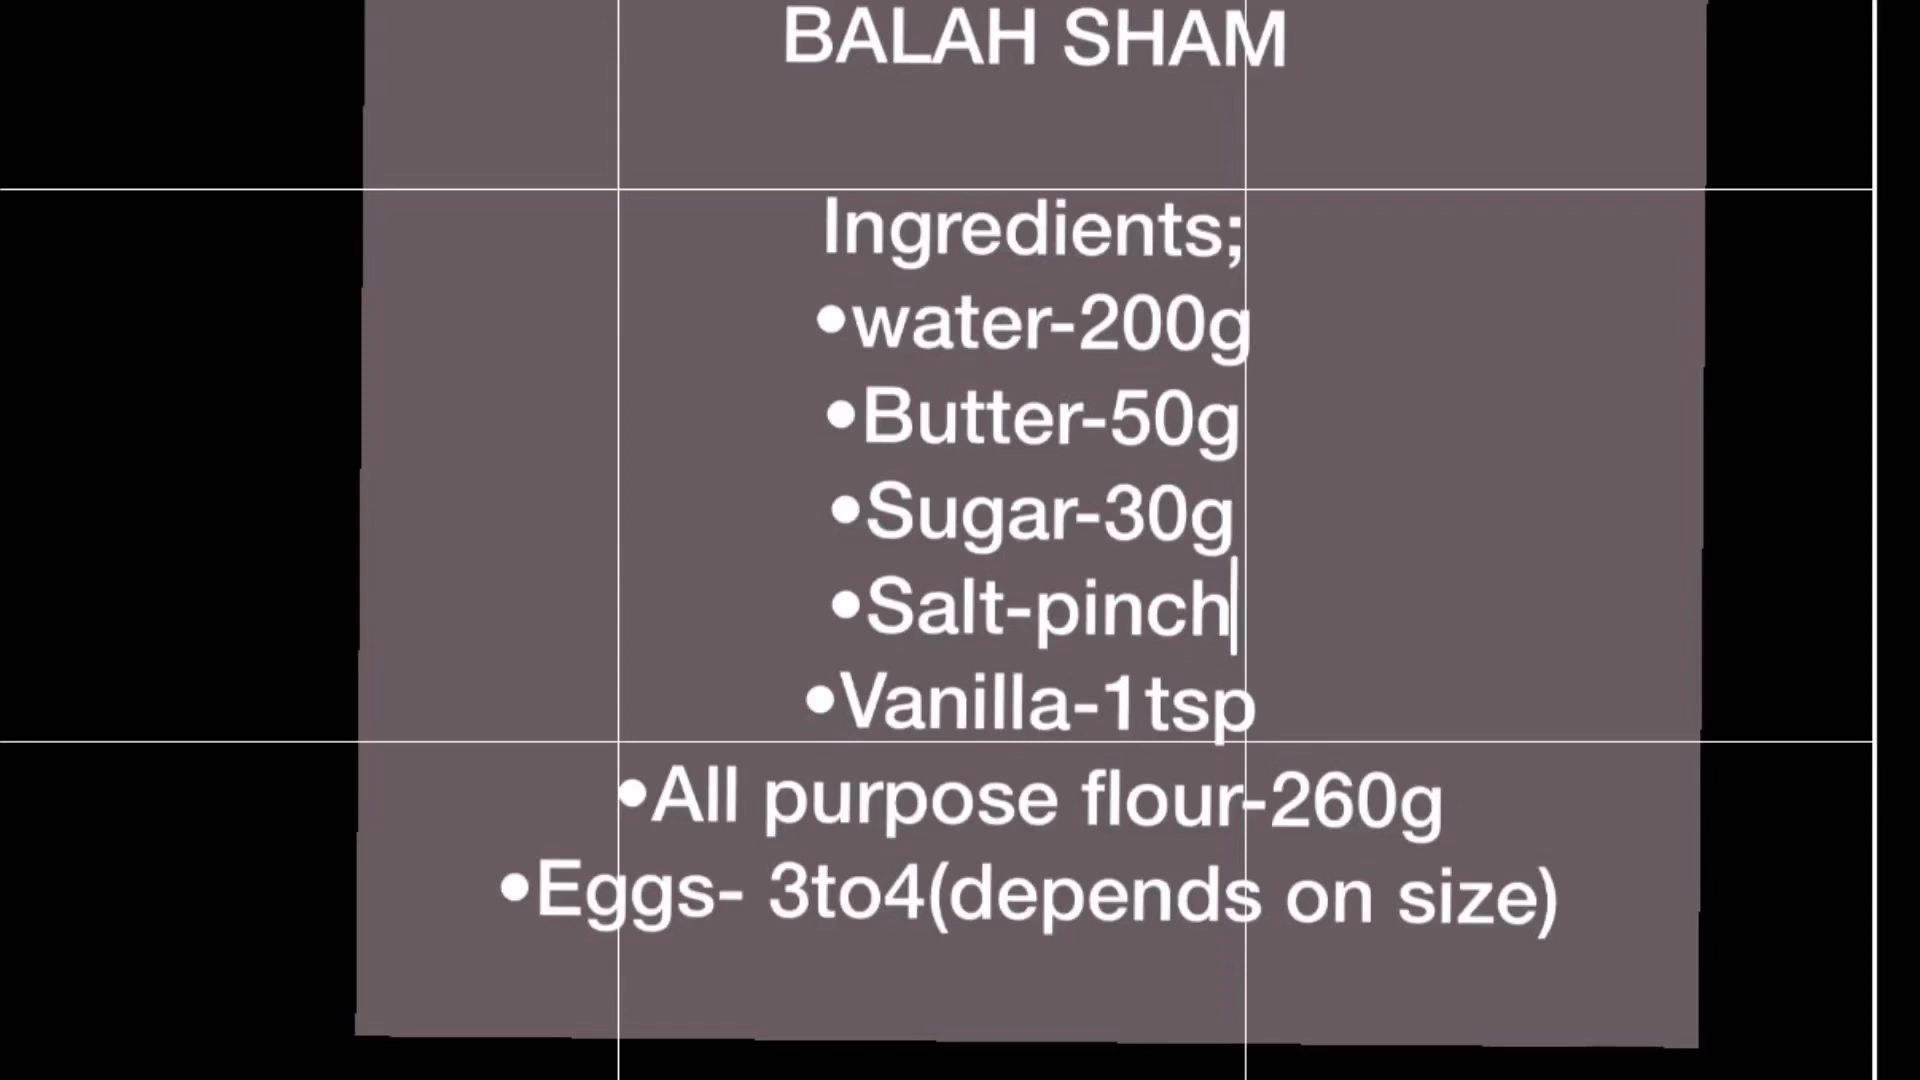 BALAH SHAM
Ingredients;
•water-200g
•Butter-50g
•Sugar-30g
•Salt-pinch
•Vanilla-1tsp
•All purpose flour-260g
•Eggs- 3to4(depends on size)